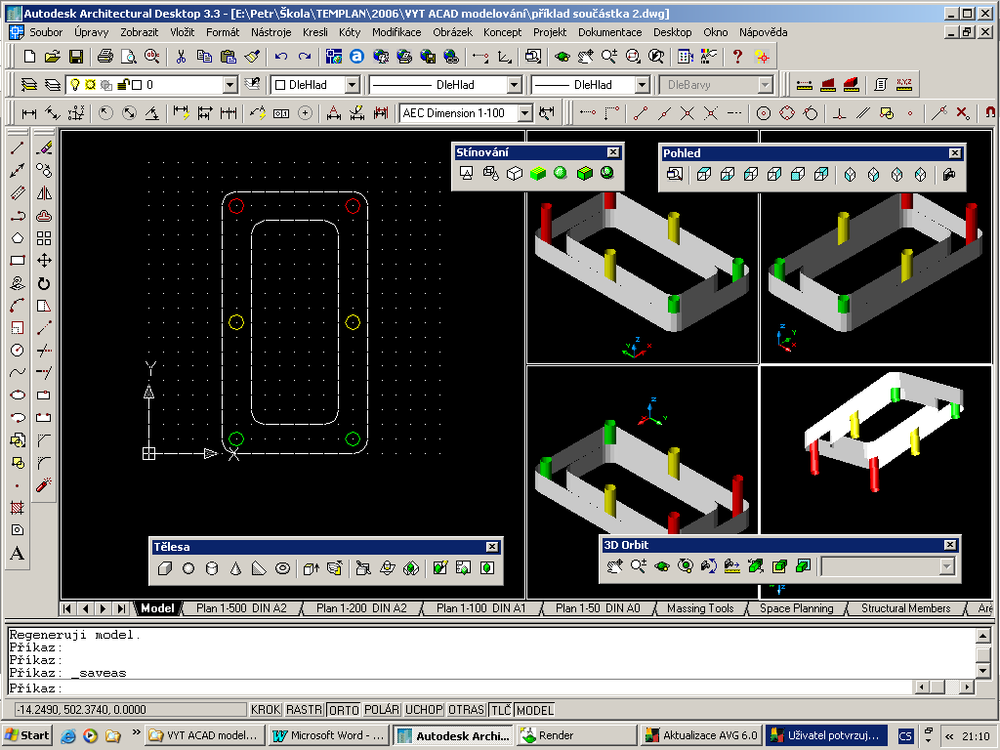 Autodesk Architectural Desktop 3.3 - [E:\Petr\Škola\TEMPLAN\2006\VYT ACAD modelování\příklad součástka 2.dwg]
Soubor Úpravy Zobrazit Vložit Formát Nástroje Kresli Kóty Modifikace Obrázek Koncept Projekt Dokumentace Desktop Okno Nápověda
0 DleHlad DleHlad DleHlad DleBarvy
AEC Dimension 1-100
Stínování
Pohled
Y
X
Z
Tělesa
3D Orbit
Model Plan 1-500 DIN A2 Plan 1-200 DIN A2 Plan 1-100 DIN A1 Plan 1-50 DIN A0 Massing Tools Space Planning Structural Members
Regeneruji model.
Příkaz:
Příkaz:
Příkaz: _saveas
Příkaz:
-14.2490, 502.3740, 0.0000 KROK RASTR ORTO POLÁR UCHOP OTRAS TLČ MODEL
Start VYT ACAD model... Microsoft Word - ... Autodesk Archi... Render Aktualizace AVG 6.0 Uživatel potvrzuj... CS 21:10